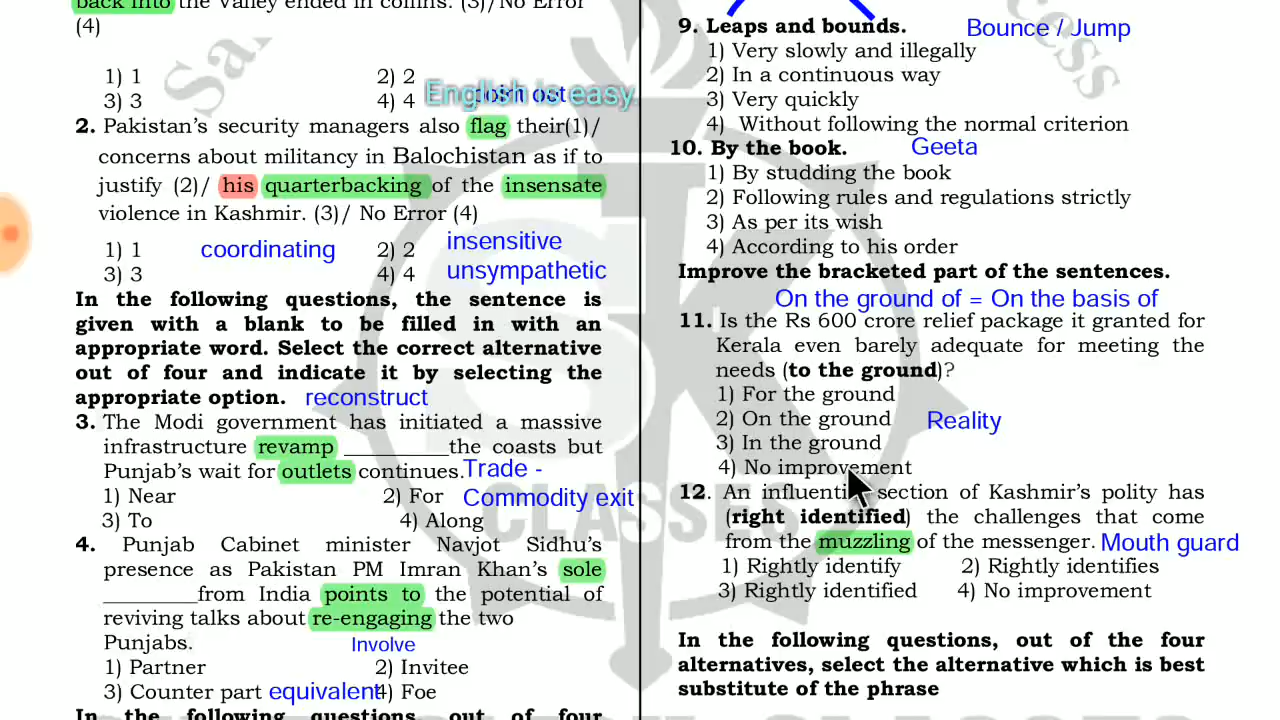 back into the Valley ended in coffins. (3)/No Error
(4)
1) 1 2) 2
3) 3 4) 4
English is easy
point out
2. Pakistan's security managers also flag their(1)/
concerns about militancy in Balochistan as if to
justify (2)/ his quarterbacking of the insensate
violence in Kashmir. (3)/ No Error (4)
1) 1 coordinating 2) 2 insensitive
3) 3 4) 4 unsympathetic
In the following questions, the sentence is
given with a blank to be filled in with an
appropriate word. Select the correct alternative
out of four and indicate it by selecting the
appropriate option. reconstruct
3. The Modi government has initiated a massive
infrastructure revamp _________the coasts but
Punjab's wait for outlets continues. Trade -
1) Near 2) For Commodity exit
3) To 4) Along
4. Punjab Cabinet minister Navjot Sidhu's
presence as Pakistan PM Imran Khan's sole
_________from India points to the potential of
reviving talks about re-engaging the two
Punjabs. Involve
1) Partner 2) Invitee
3) Counter part equivalent 4) Foe
In the following questions, out of four
9. Leaps and bounds. Bounce / Jump
1) Very slowly and illegally
2) In a continuous way
3) Very quickly
4) Without following the normal criterion
10. By the book. Geeta
1) By studding the book
2) Following rules and regulations strictly
3) As per its wish
4) According to his order
Improve the bracketed part of the sentences.
On the ground of = On the basis of
11. Is the Rs 600 crore relief package it granted for
Kerala even barely adequate for meeting the
needs (to the ground)?
1) For the ground
2) On the ground Reality
3) In the ground
4) No improvement
12. An influential section of Kashmir's polity has
(right identified) the challenges that come
from the muzzling of the messenger. Mouth guard
1) Rightly identify 2) Rightly identifies
3) Rightly identified 4) No improvement
In the following questions, out of the four
alternatives, select the alternative which is best
substitute of the phrase
CLASSES